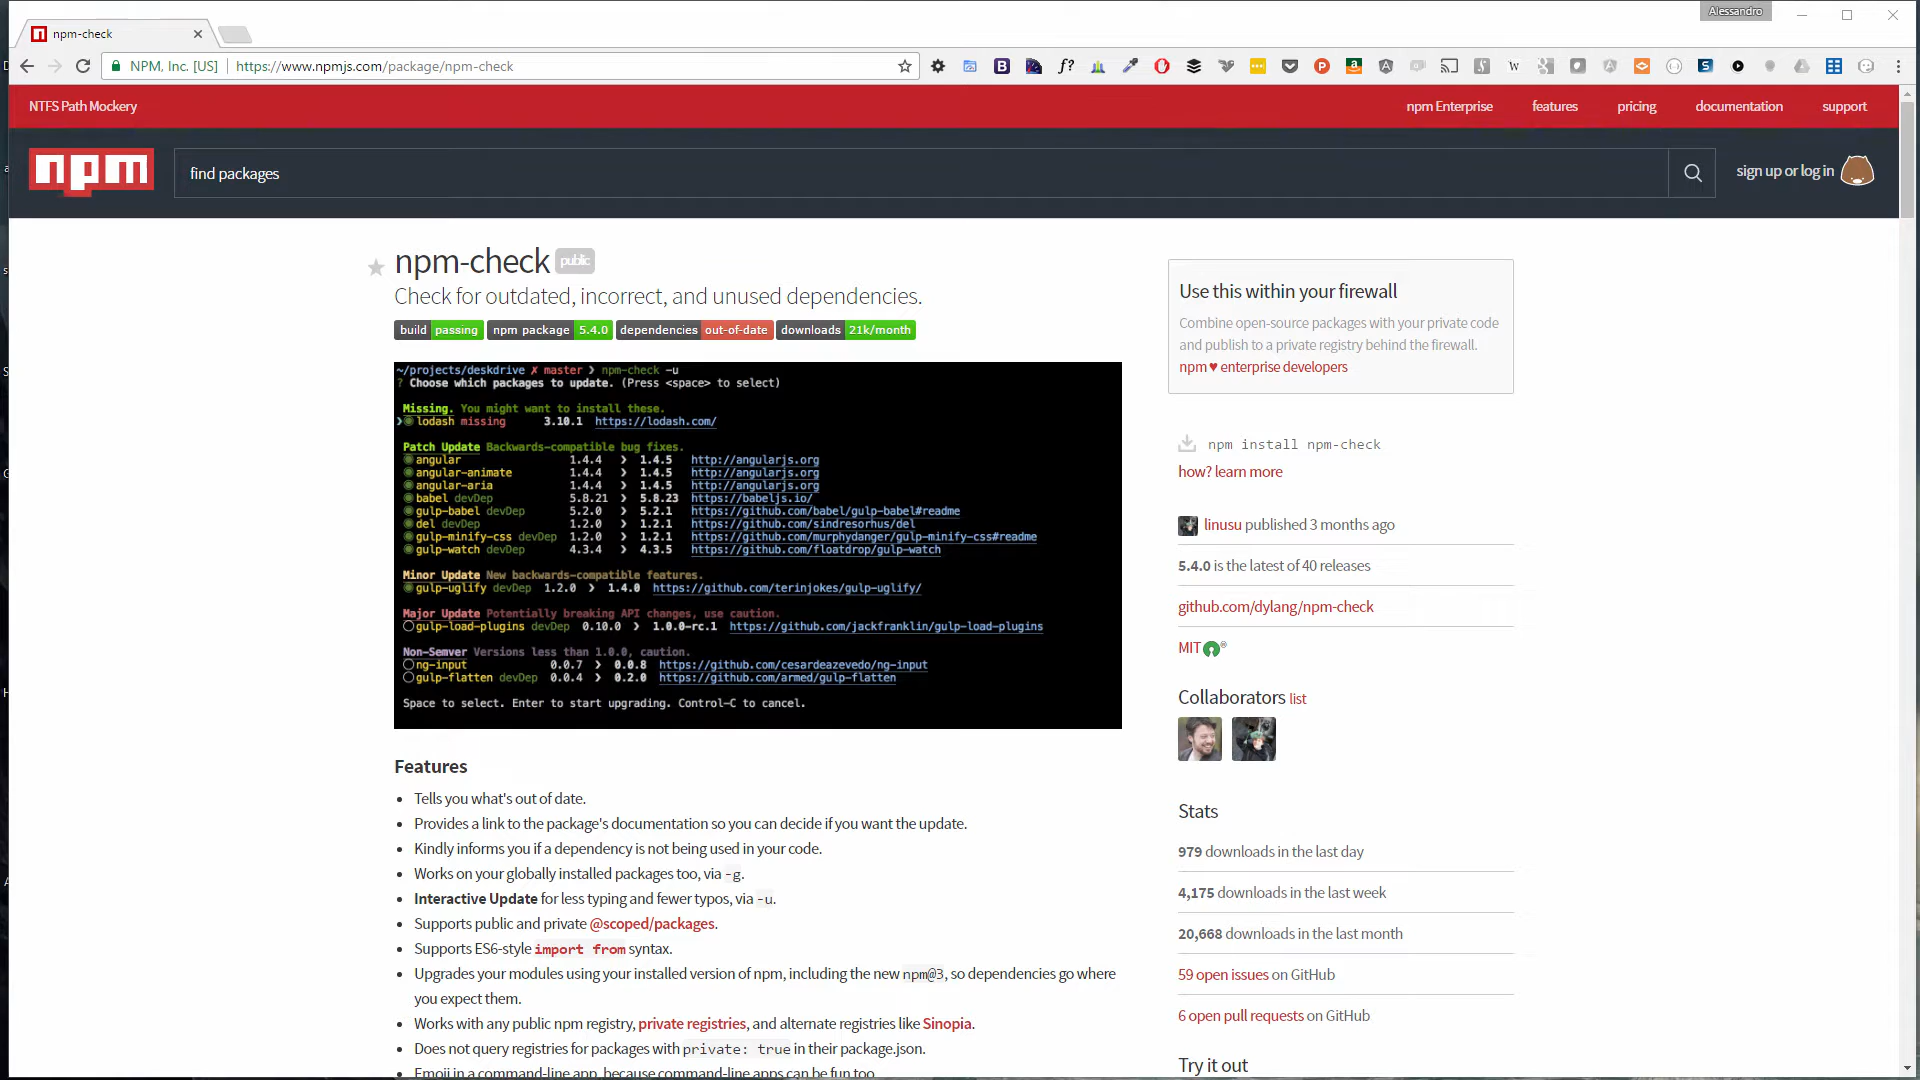 Alessandro
npm-check
NPM, Inc. [US] https://www.npmjs.com/package/npm-check
NTFS Path Mockery
npm Enterprise features pricing documentation support
npm
find packages
sign up or log in
npm-check public
Check for outdated, incorrect, and unused dependencies.
build passing npm package 5.4.0 dependencies out-of-date downloads 21k/month
~/projects/deskdrive ✗ master ❯ npm-check -u
? Choose which packages to update. (Press <space> to select)
Missing. You might want to install these.
❯◉lodash missing 3.10.1 https://lodash.com/
Patch Update Backwards-compatible bug fixes.
◉angular 1.4.4 ❯ 1.4.5 http://angularjs.org
◉angular-animate 1.4.4 ❯ 1.4.5 http://angularjs.org
◉angular-aria 1.4.4 ❯ 1.4.5 http://angularjs.org
◉babel devDep 5.8.21 ❯ 5.8.23 https://babeljs.io/
◉gulp-babel devDep 5.2.0 ❯ 5.2.1 https://github.com/babel/gulp-babel#readme
◉del devDep 1.2.0 ❯ 1.2.1 https://github.com/sindresorhus/del
◉gulp-minify-css devDep 1.2.0 ❯ 1.2.1 https://github.com/murphydanger/gulp-minify-css#readme
◉gulp-watch devDep 4.3.4 ❯ 4.3.5 https://github.com/floatdrop/gulp-watch
Minor Update New backwards-compatible features.
◉gulp-uglify devDep 1.2.0 ❯ 1.4.0 https://github.com/terinjokes/gulp-uglify/
Major Update Potentially breaking API changes, use caution.
◯gulp-load-plugins devDep 0.10.0 ❯ 1.0.0-rc.1 https://github.com/jackfranklin/gulp-load-plugins
Non-Semver Versions less than 1.0.0, caution.
◯ng-input 0.0.7 ❯ 0.0.8 https://github.com/cesardeazevedo/ng-input
◯gulp-flatten devDep 0.0.4 ❯ 0.2.0 https://github.com/armed/gulp-flatten
Space to select. Enter to start upgrading. Control-C to cancel.
Features
• Tells you what's out of date.
• Provides a link to the package's documentation so you can decide if you want the update.
• Kindly informs you if a dependency is not being used in your code.
• Works on your globally installed packages too, via -g.
• Interactive Update for less typing and fewer typos, via -u.
• Supports public and private @scoped/packages.
• Supports ES6-style import from syntax.
• Upgrades your modules using your installed version of npm, including the new npm@3, so dependencies go where
you expect them.
• Works with any public npm registry, private registries, and alternate registries like Sinopia.
• Does not query registries for packages with private: true in their package.json.
• Emoji in a command-line app, because command-line apps can be fun too.
Use this within your firewall
Combine open-source packages with your private code
and publish to a private registry behind the firewall.
npm ♥ enterprise developers
npm install npm-check
how? learn more
linusu published 3 months ago
5.4.0 is the latest of 40 releases
github.com/dylang/npm-check
MIT ®
Collaborators list
Stats
979 downloads in the last day
4,175 downloads in the last week
20,668 downloads in the last month
59 open issues on GitHub
6 open pull requests on GitHub
Try it out